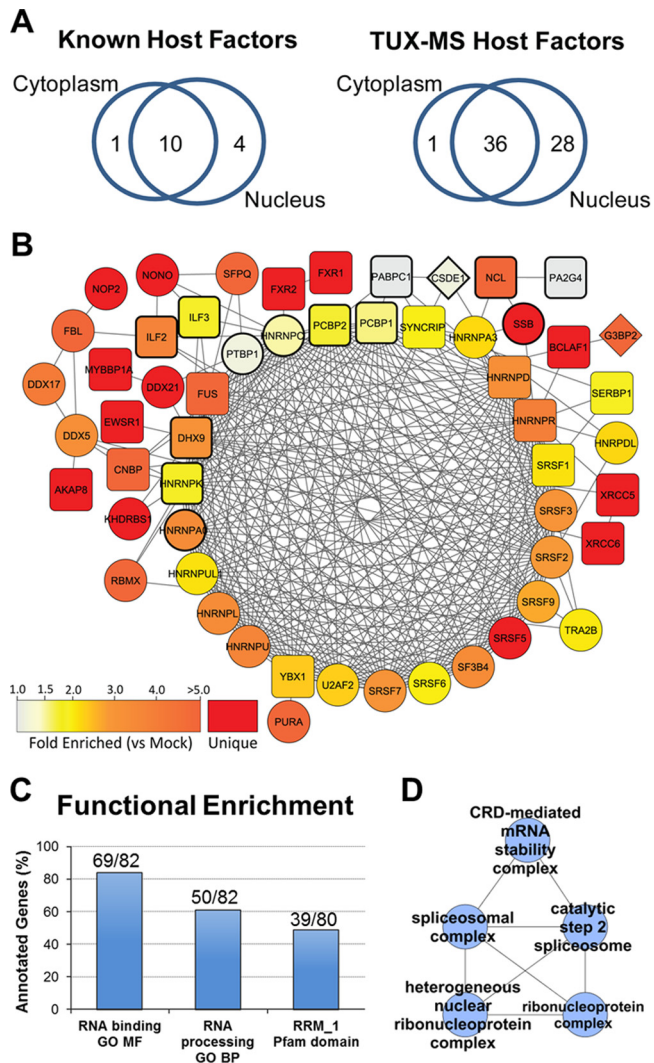 A
Known Host Factors
TUX-MS Host Factors
Cytoplasm
1
10
4
Nucleus
Cytoplasm
1
36
28
Nucleus
B
NOP2
NONO
SFPQ
FXR2
FXR1
PABPC1
CSDE1
NCL
PA2G4
FBL
ILF2
ILF3
PTBP1
HNRNPC
PCBP2
PCBP1
SYNCRIP
HNRNPA3
SSB
BCLAF1
G3BP2
DDX17
MYBBP1A
DDX21
FUS
HNRNPD
SERBP1
DDX5
EWSR1
DHX9
HNRNPR
HNRPDL
AKAP8
CNBP
HNRNPK
SRSF1
XRCC5
KHDRBS1
HNRNPA0
SRSF3
XRCC6
RBMX
HNRNPUL1
SRSF2
HNRNPL
SRSF9
TRA2B
HNRNPU
SRSF5
YBX1
U2AF2
SRSF7
SRSF6
SF3B4
PURA
1.0 1.5 2.0 3.0 4.0 >5.0
Fold Enriched (vs Mock)
Unique
C
Functional Enrichment
Annotated Genes (%)
100
80
60
40
20
0
69/82
50/82
39/80
RNA binding
GO MF
RNA
processing
GO BP
RRM_1
Pfam domain
D
CRD-mediated
mRNA
stability
complex
spliceosomal
complex
catalytic
step 2
spliceosome
heterogeneous
nuclear
ribonucleoprotein
complex
ribonucleoprotein
complex